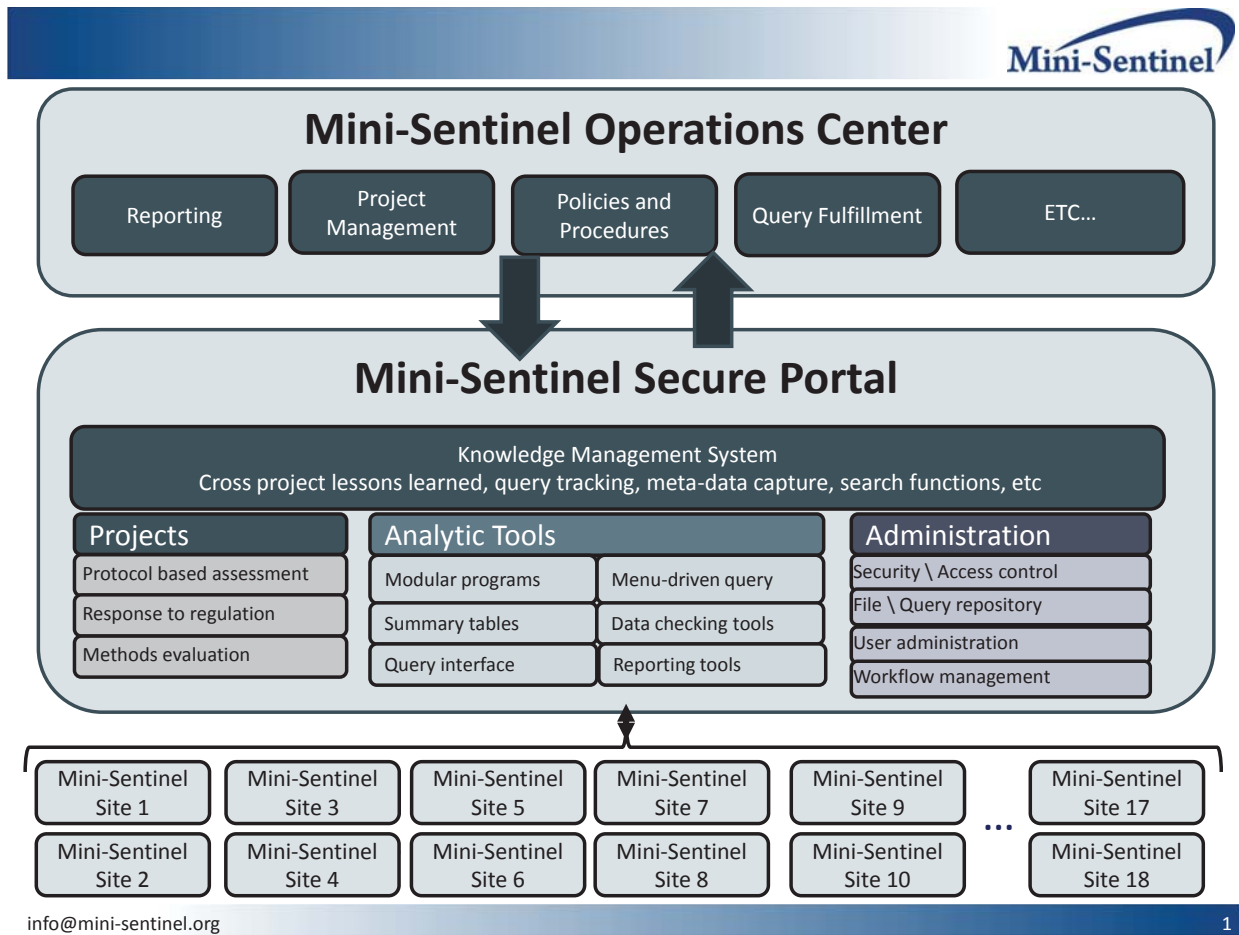 Mini-Sentinel
Mini-Sentinel Operations Center
Reporting
Project
Management
Policies and
Procedures
Query Fulfillment
ETC...
Mini-Sentinel Secure Portal
Knowledge Management System
Cross project lessons learned, query tracking, meta-data capture, search functions, etc
Projects
Protocol based assessment
Response to regulation
Methods evaluation
Analytic Tools
Modular programs
Menu-driven query
Summary tables
Data checking tools
Query interface
Reporting tools
Administration
Security \ Access control
File \ Query repository
User administration
Workflow management
Mini-Sentinel
Site 1
Mini-Sentinel
Site 3
Mini-Sentinel
Site 5
Mini-Sentinel
Site 7
Mini-Sentinel
Site 9
...
Mini-Sentinel
Site 17
Mini-Sentinel
Site 2
Mini-Sentinel
Site 4
Mini-Sentinel
Site 6
Mini-Sentinel
Site 8
Mini-Sentinel
Site 10
Mini-Sentinel
Site 18
info@mini-sentinel.org
1